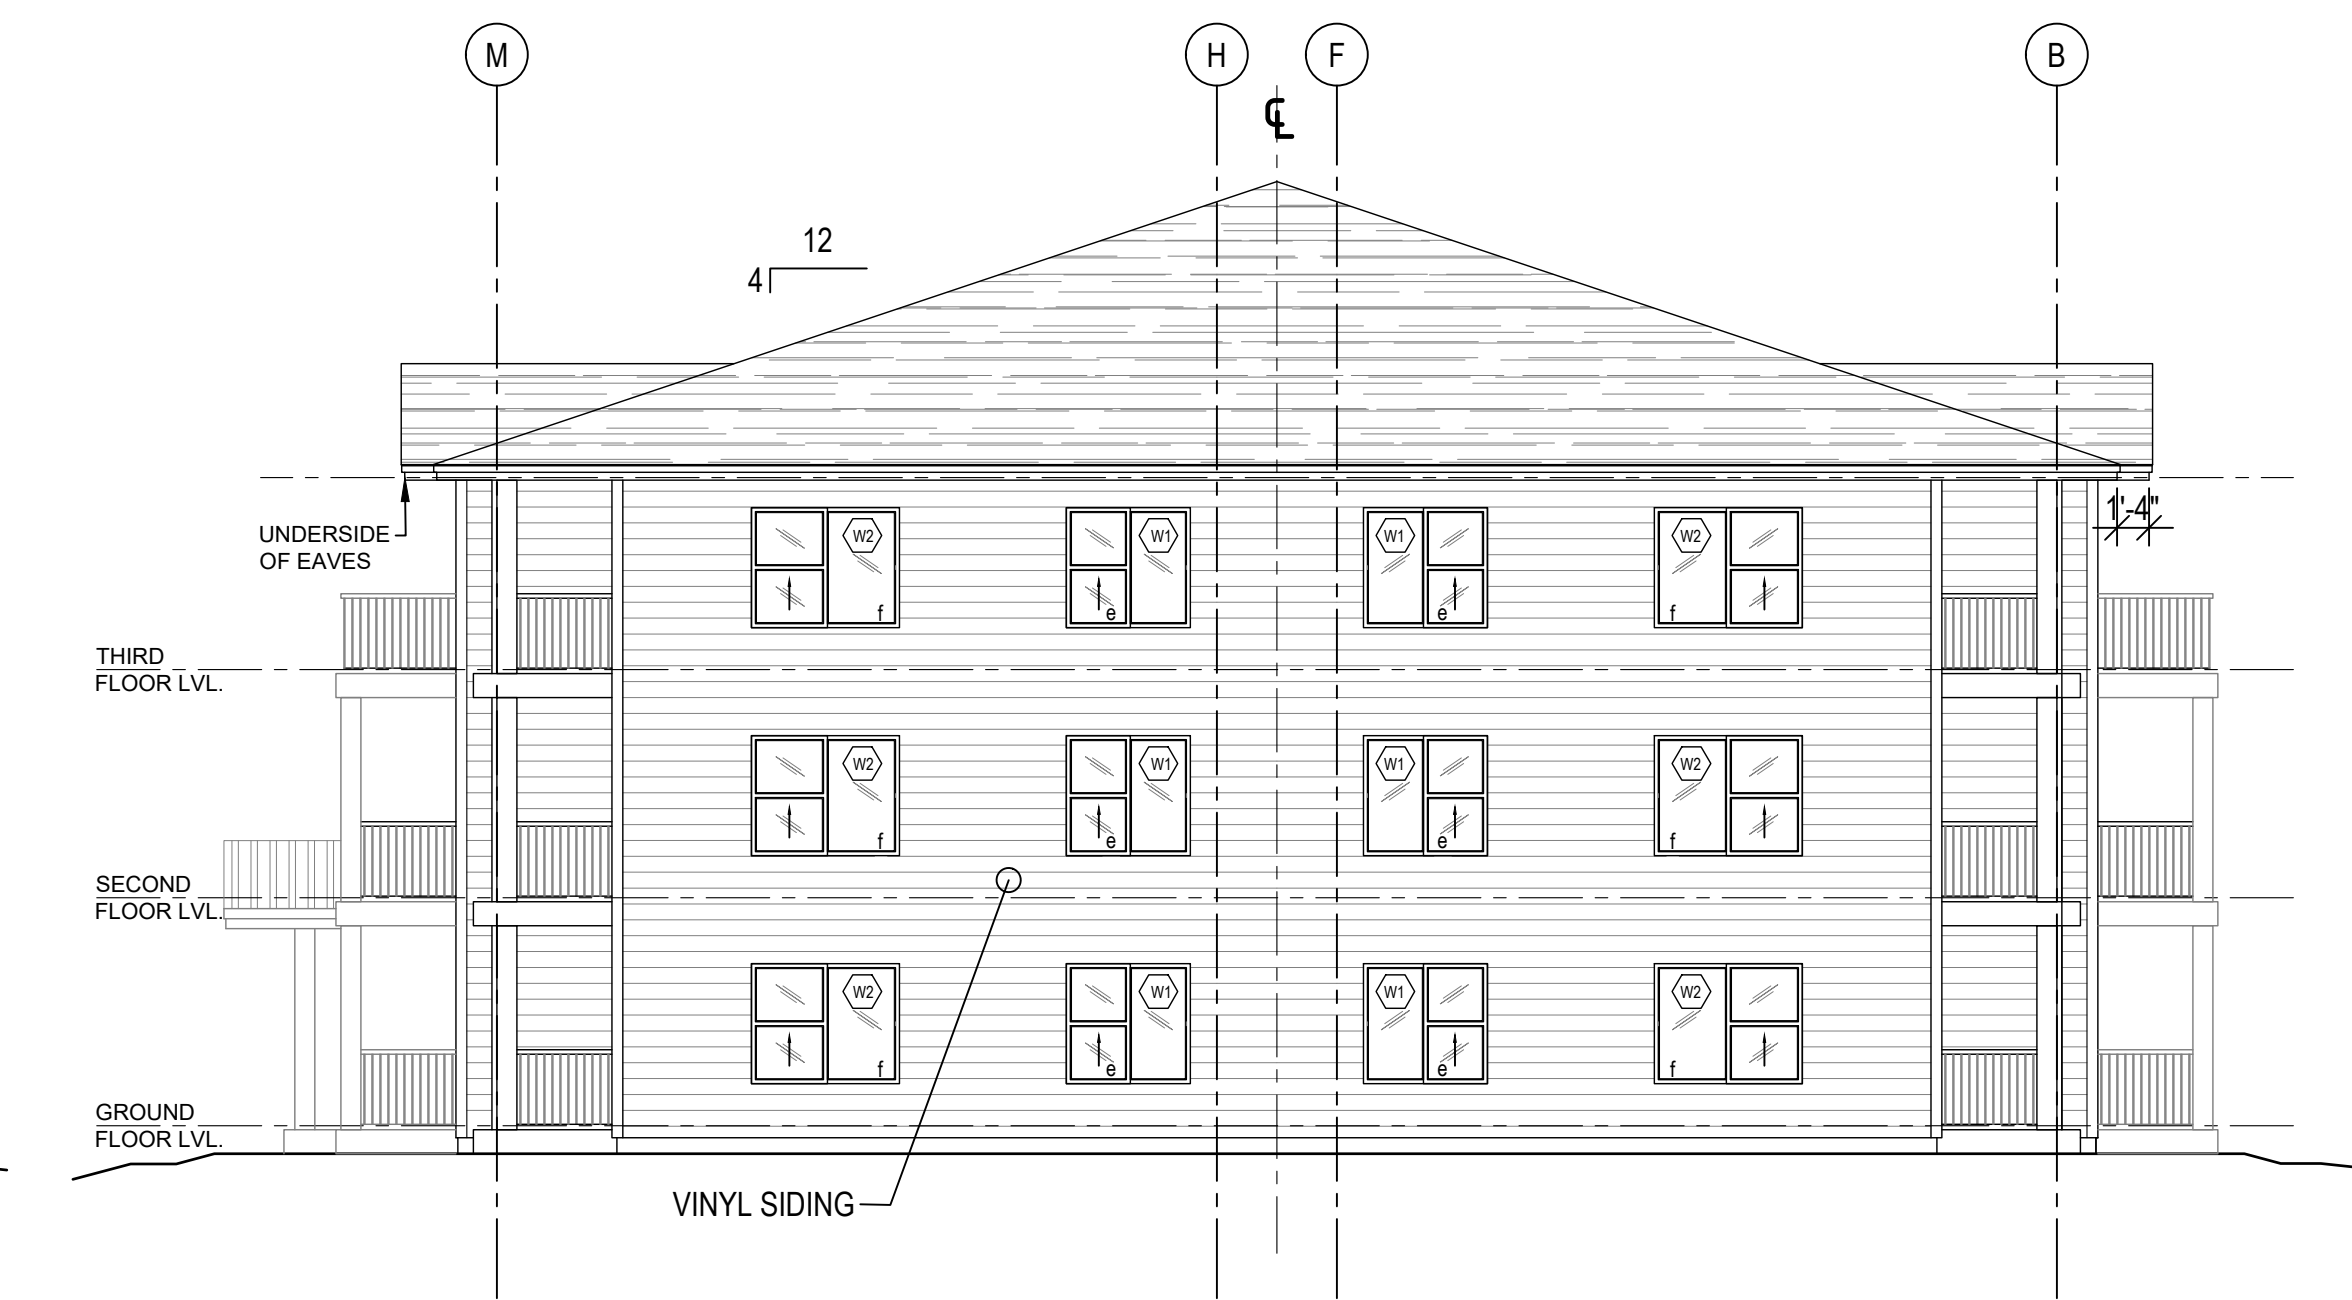 M
H
F
B
℄
12
4
1'-4"
UNDERSIDE
OF EAVES
W2
W1
W1
W2
f
e
e
f
THIRD
FLOOR LVL.
W2
W1
W1
W2
f
e
e
f
SECOND
FLOOR LVL.
W2
W1
W1
W2
f
e
e
f
GROUND
FLOOR LVL.
VINYL SIDING